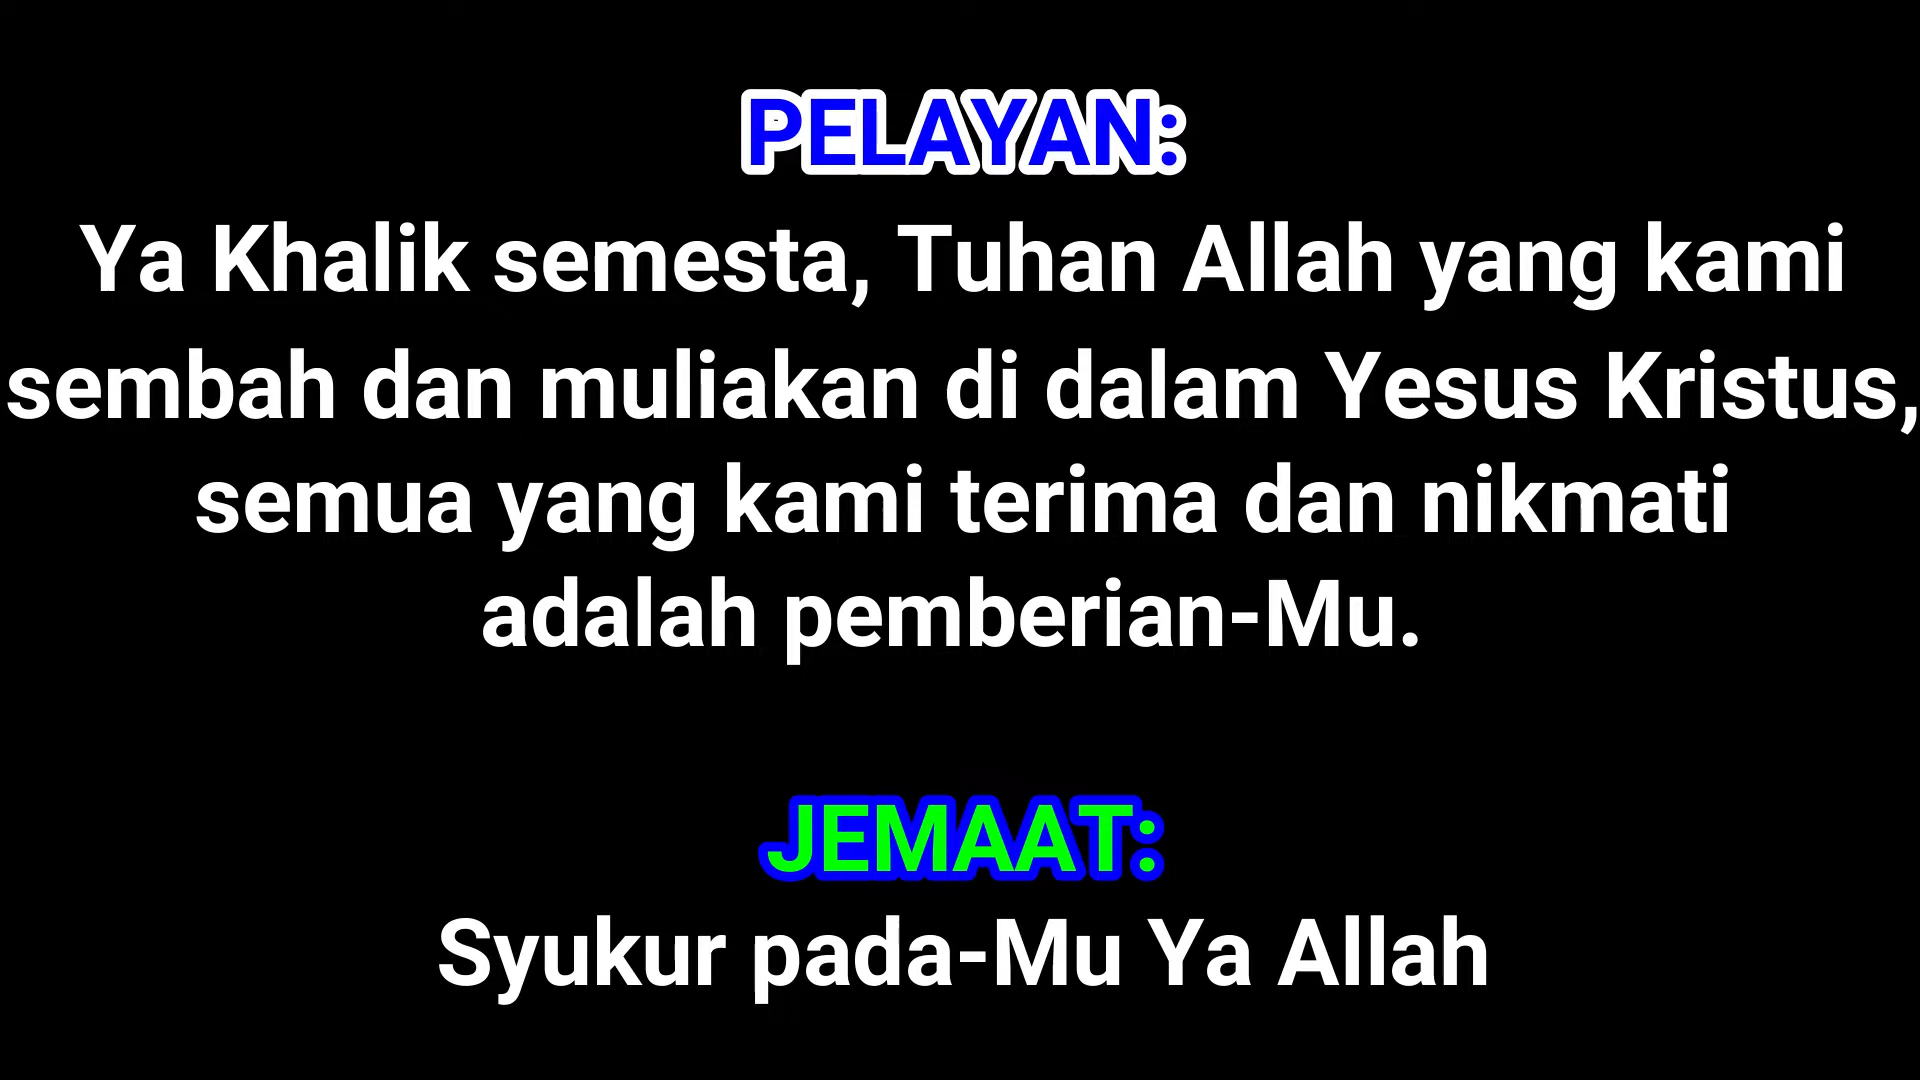 PELAYAN:
Ya Khalik semesta, Tuhan Allah yang kami
sembah dan muliakan di dalam Yesus Kristus,
semua yang kami terima dan nikmati
adalah pemberian-Mu.
JEMAAT:
Syukur pada-Mu Ya Allah